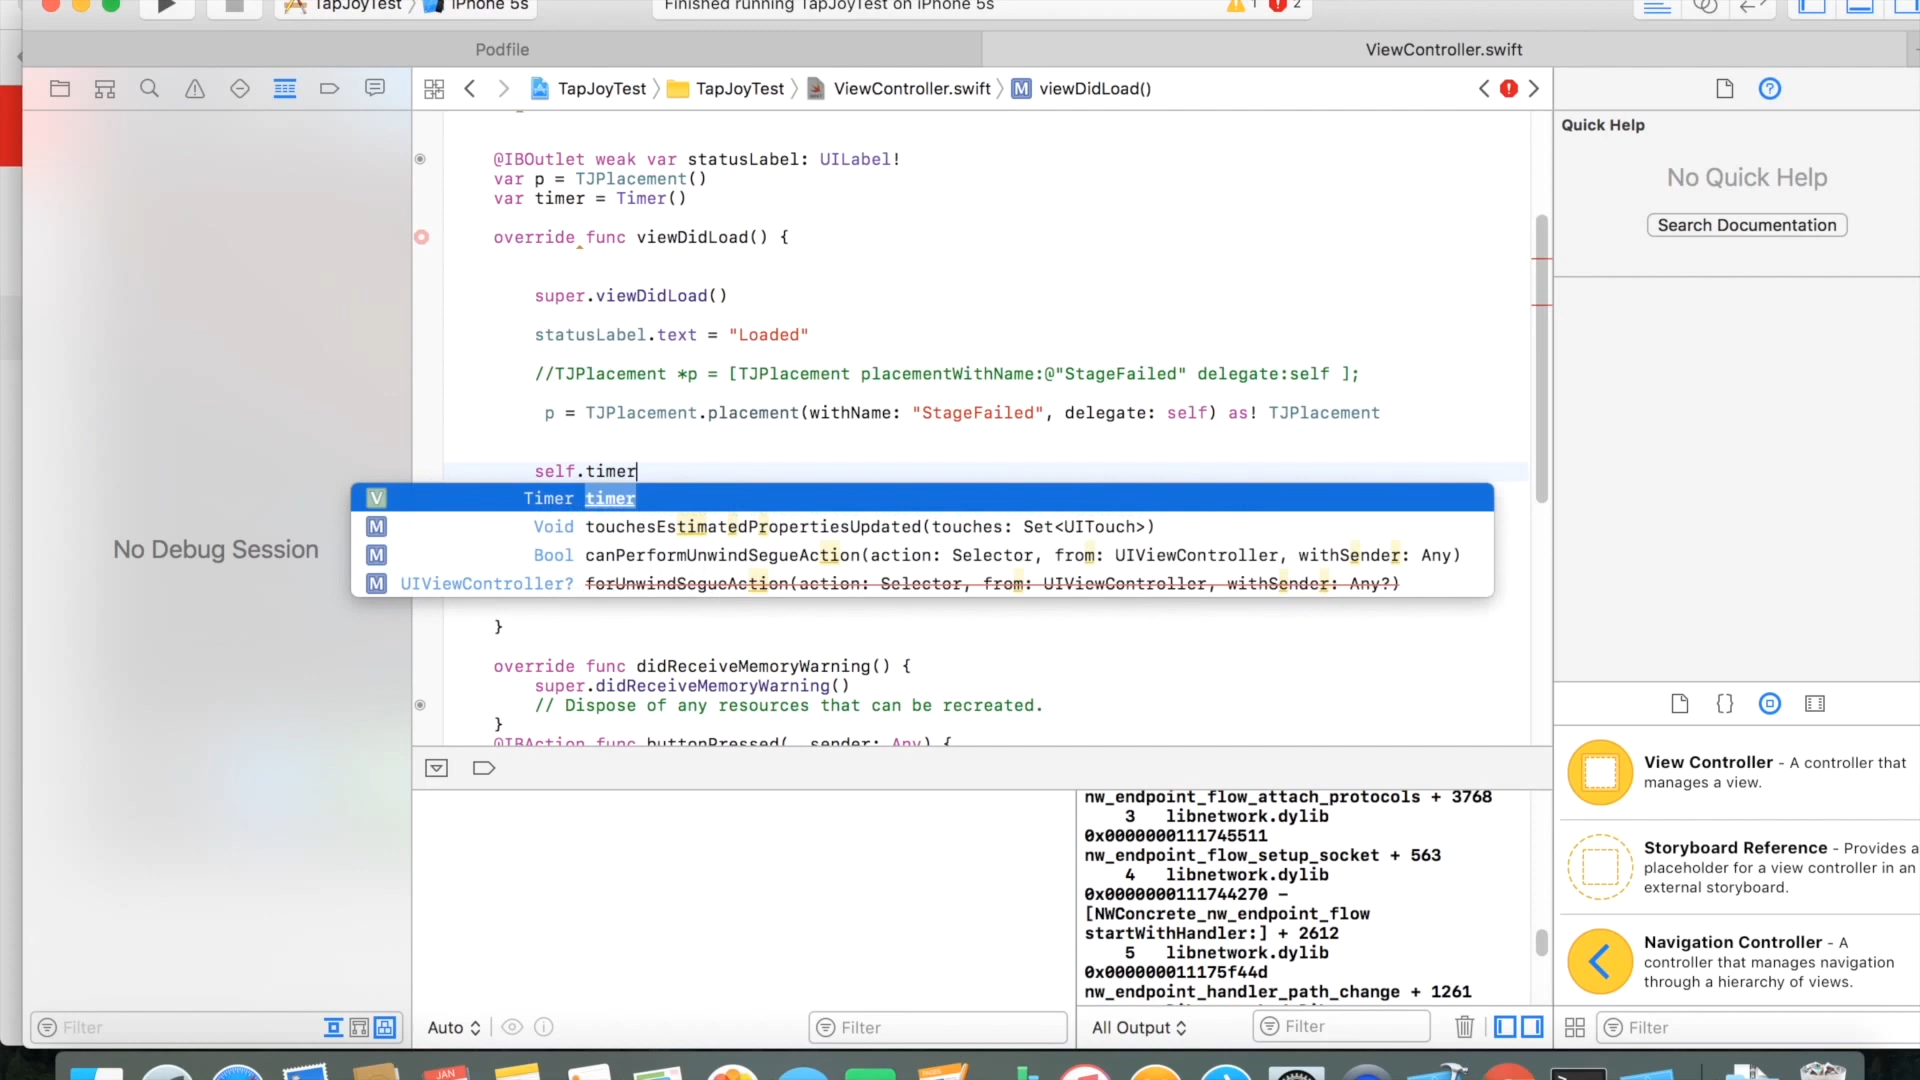 TapJoyTest
iPhone 5s
Finished running TapJoyTest on iPhone 5s
1
2
Podfile
ViewController.swift
TapJoyTest
TapJoyTest
ViewController.swift
M
viewDidLoad()
Quick Help
No Quick Help
Search Documentation
@IBOutlet weak var statusLabel: UILabel!
var p = TJPlacement()
var timer = Timer()
override func viewDidLoad() {
super.viewDidLoad()
statusLabel.text = "Loaded"
//TJPlacement *p = [TJPlacement placementWithName:@"StageFailed" delegate:self ];
p = TJPlacement.placement(withName: "StageFailed", delegate: self) as! TJPlacement
self.timer
V Timer timer
M Void touchesEstimatedPropertiesUpdated(touches: Set<UITouch>)
M Bool canPerformUnwindSegueAction(action: Selector, from: UIViewController, withSender: Any)
M UIViewController? forUnwindSegueAction(action: Selector, from: UIViewController, withSender: Any?)
No Debug Session
}
override func didReceiveMemoryWarning() {
super.didReceiveMemoryWarning()
// Dispose of any resources that can be recreated.
}
@IBAction func buttonPressed(_ sender: Any) {
nw_endpoint_flow_attach_protocols + 3768
3 libnetwork.dylib
0x0000000111745511
nw_endpoint_flow_setup_socket + 563
4 libnetwork.dylib
0x0000000111744270 -
[NWConcrete_nw_endpoint_flow
startWithHandler:] + 2612
5 libnetwork.dylib
0x000000011175f44d
nw_endpoint_handler_path_change + 1261
{}
View Controller - A controller that
manages a view.
Storyboard Reference - Provides a
placeholder for a view controller in an
external storyboard.
Navigation Controller - A
controller that manages navigation
through a hierarchy of views.
Filter
Auto
Filter
All Output
Filter
Filter
JAN